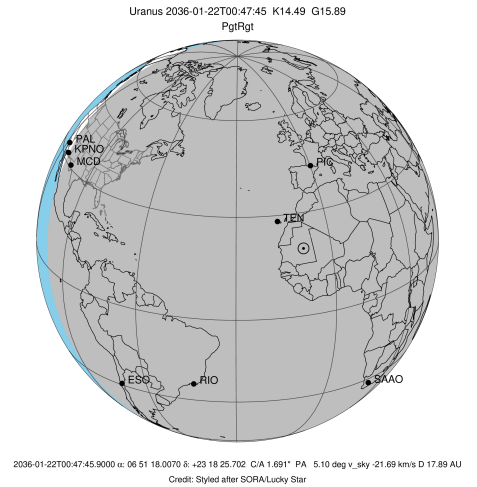 Uranus 2036-01-22T00:47:45 K14.49 G15.89
PgtRgt
PAL
KPNO
MCD
PIC
TEN
ESO
RIO
SAAO
2036-01-22T00:47:45.9000 α: 06 51 18.0070 δ: +23 18 25.702 C/A 1.691" PA 5.10 deg v_sky -21.69 km/s D 17.89 AU
Credit: Styled after SORA/Lucky Star